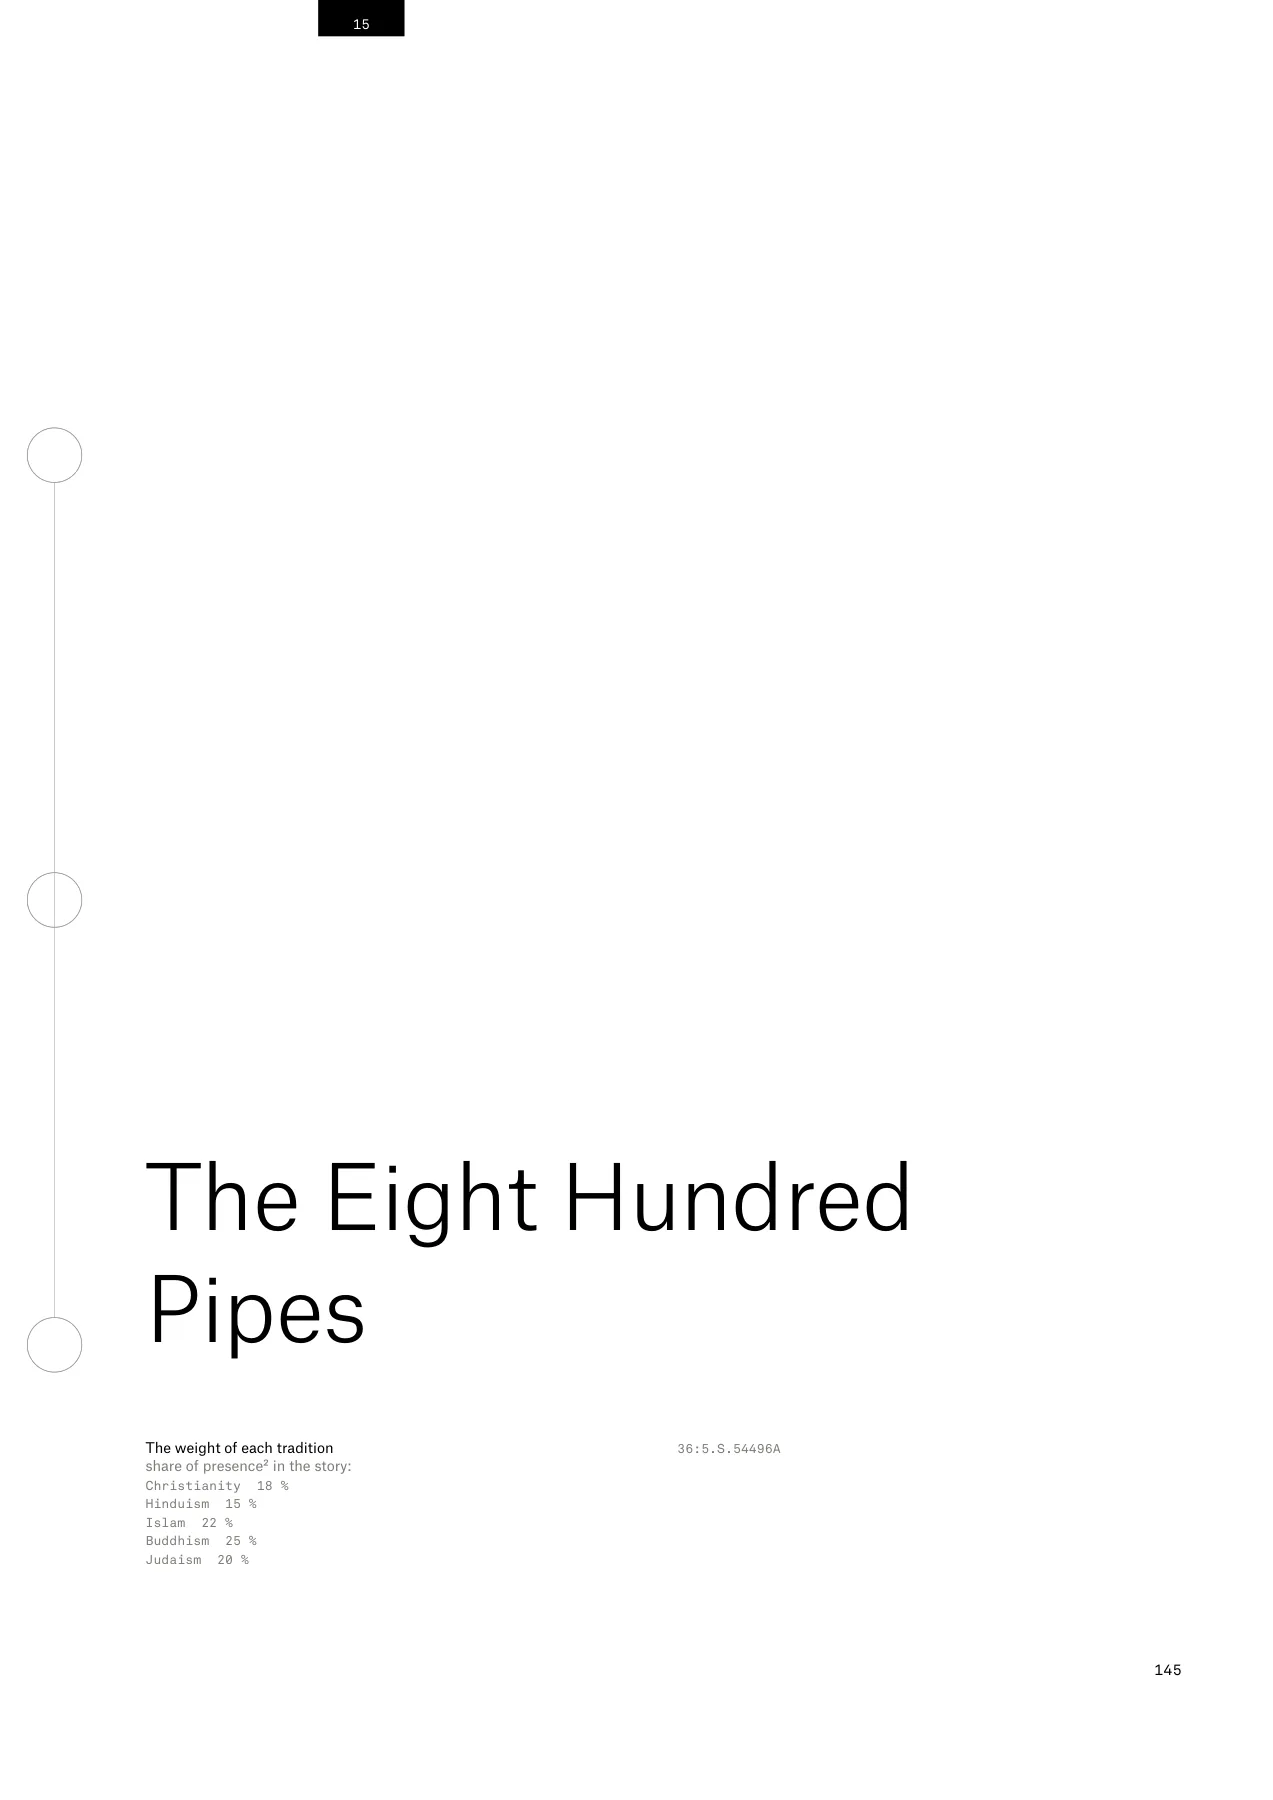 15
The Eight Hundred
Pipes
The weight of each tradition
share of presence² in the story:
Christianity  18 %
Hinduism  15 %
Islam  22 %
Buddhism  25 %
Judaism  20 %
36:5.S.54496A
145